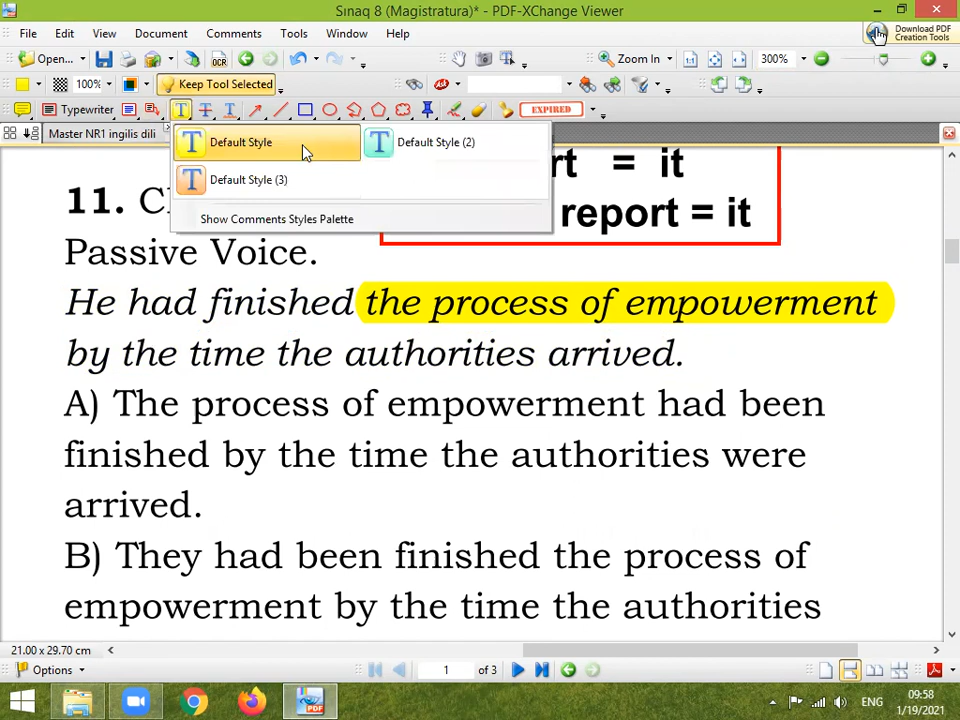 Sınaq 8 (Magistratura)* - PDF-XChange Viewer
File Edit View Document Comments Tools Window Help
Download PDF Creation Tools
Open... OCR Zoom In 300%
100% Keep Tool Selected
Typewriter EXPIRED
Master NR1 ingilis dili
Default Style Default Style (2)
Default Style (3)
Show Comments Styles Palette
rt = it
report = it
11. C
Passive Voice.
He had finished the process of empowerment
by the time the authorities arrived.
A) The process of empowerment had been
finished by the time the authorities were
arrived.
B) They had been finished the process of
empowerment by the time the authorities
21.00 x 29.70 cm
Options 1 of 3
ENG
09:58
1/19/2021